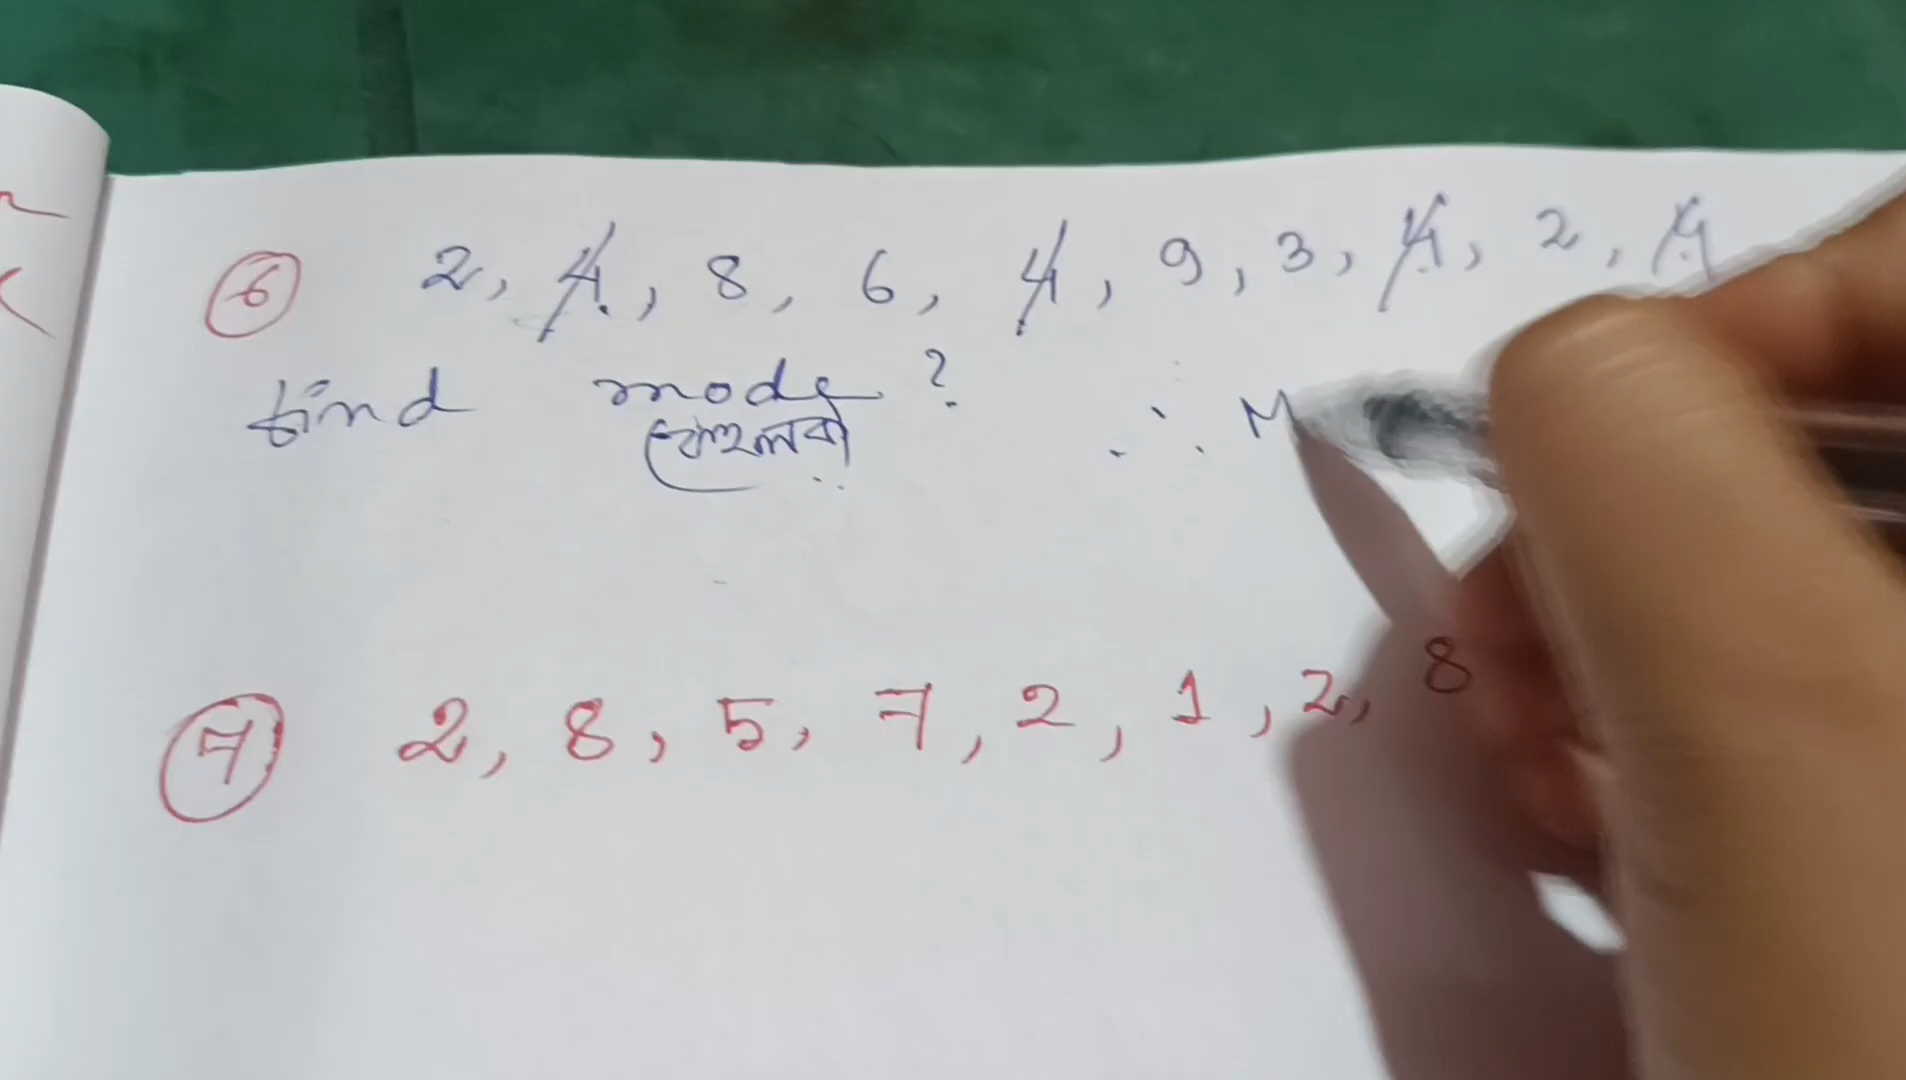 6 2, 4, 8, 6, 4, 9, 3, 4, 2, 4
find mode ?
∴ M
7 2, 8, 5, 7, 2, 1, 2, 8